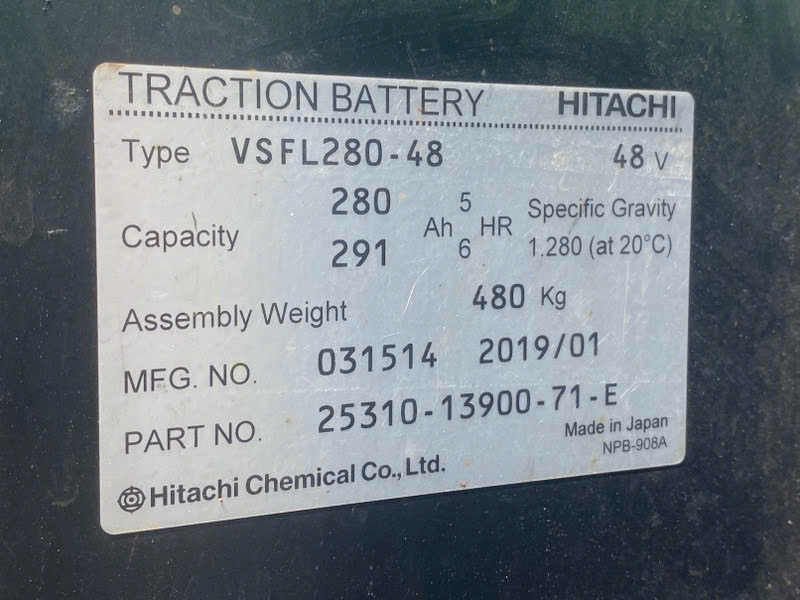 TRACTION BATTERY HITACHI
Type VSFL280-48 48 V
Capacity 280 Ah 5 HR Specific Gravity
291 6 1.280 (at 20°C)
Assembly Weight 480 Kg
MFG. NO. 031514 2019/01
PART NO. 25310-13900-71-E
Made in Japan
NPB-908A
Hitachi Chemical Co., Ltd.